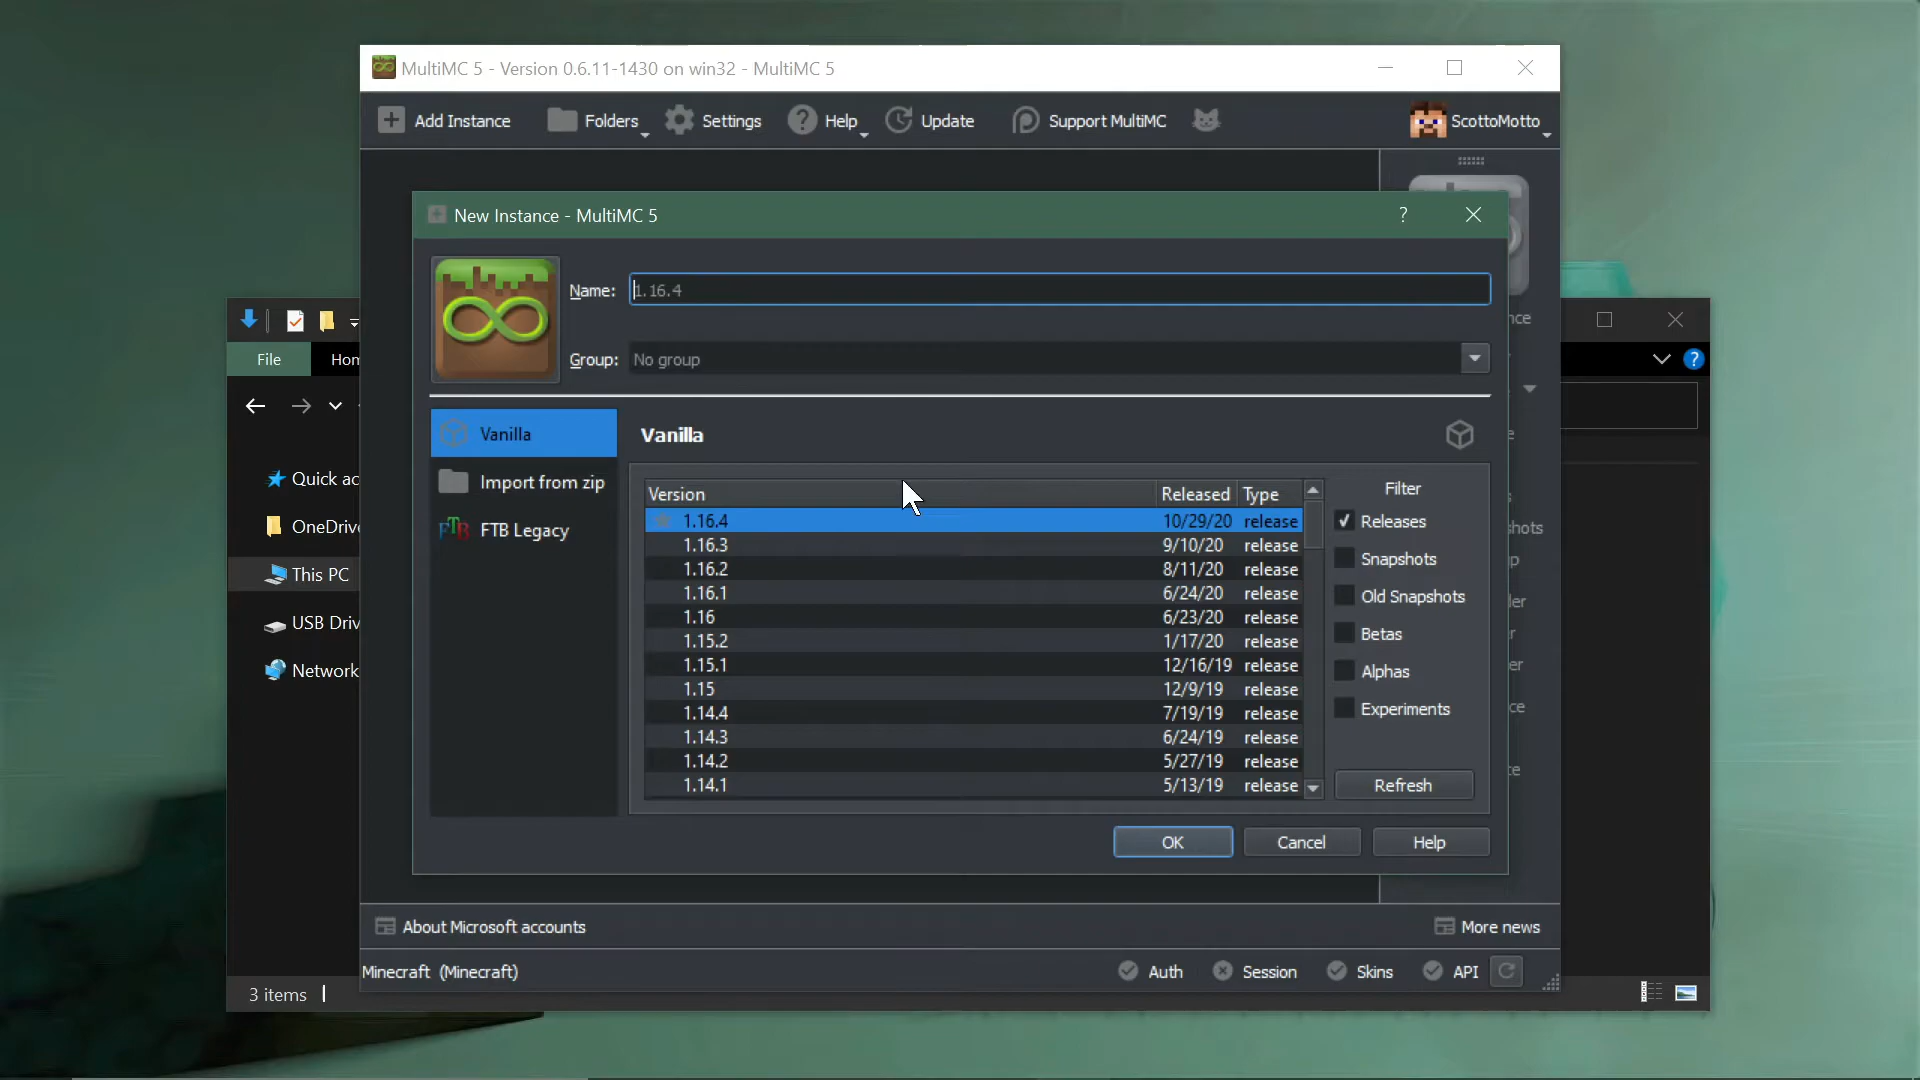 MultiMC 5 - Version 0.6.11-1430 on win32 - MultiMC 5
Add Instance Folders Settings Help Update Support MultiMC ScottoMotto
New Instance - MultiMC 5 ?
Name: 1.16.4
Group: No group
Vanilla
Import from zip
FTB FTB Legacy
Vanilla
Version Released Type
1.16.4 10/29/20 release
1.16.3 9/10/20 release
1.16.2 8/11/20 release
1.16.1 6/24/20 release
1.16 6/23/20 release
1.15.2 1/17/20 release
1.15.1 12/16/19 release
1.15 12/9/19 release
1.14.4 7/19/19 release
1.14.3 6/24/19 release
1.14.2 5/27/19 release
1.14.1 5/13/19 release
Filter
Releases
Snapshots
Old Snapshots
Betas
Alphas
Experiments
Refresh
OK Cancel Help
About Microsoft accounts More news
Minecraft (Minecraft) Auth Session Skins API
File Hom
Quick ac
OneDrive
This PC
USB Driv
Network
3 items